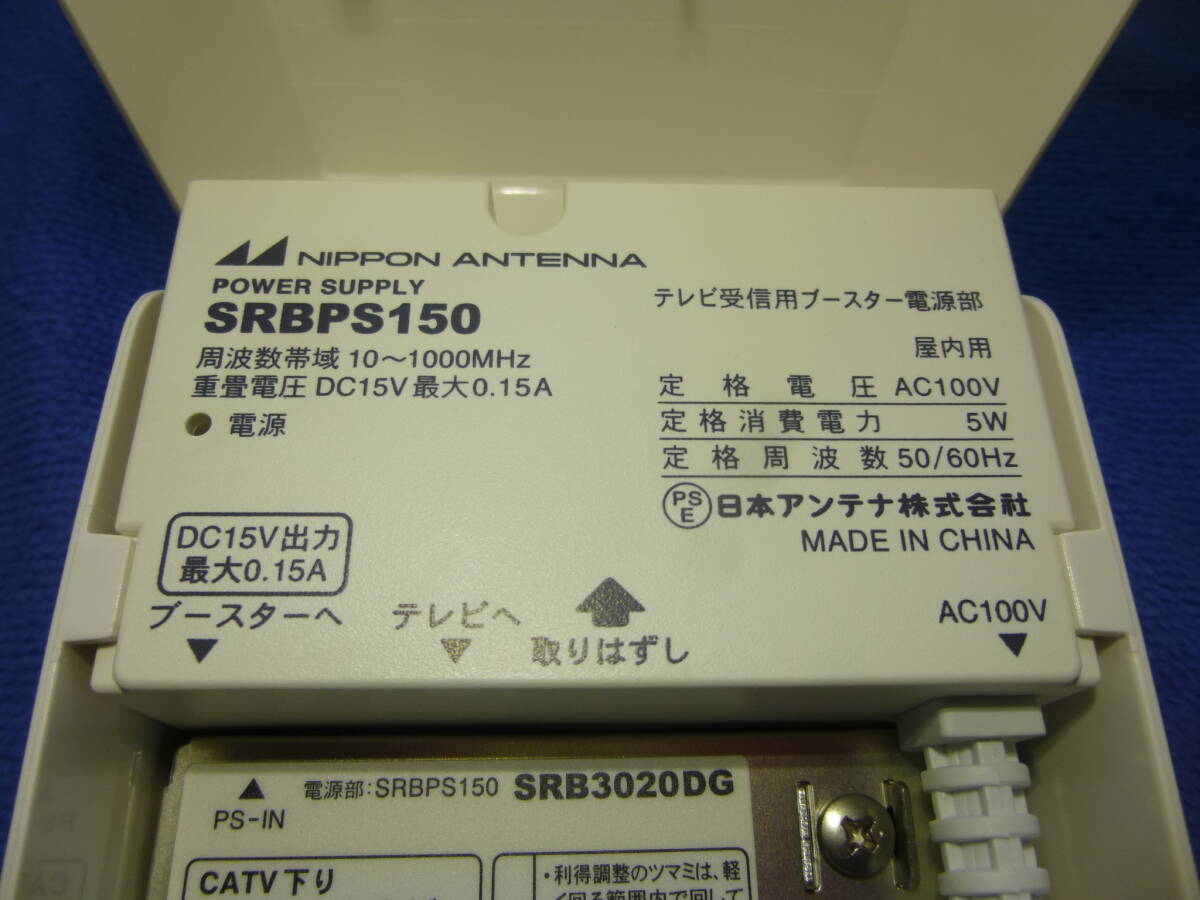 NIPPON ANTENNA
POWER SUPPLY
SRBPS150
周波数帯域 10～1000MHz
重畳電圧 DC15V 最大0.15A
電源
テレビ受信用ブースター電源部
屋内用
定格電圧 AC100V
定格消費電力 5W
定格周波数 50/60Hz
PS
E
日本アンテナ株式会社
MADE IN CHINA
DC15V出力
最大0.15A
ブースターへ
テレビへ
取りはずし
AC100V
電源部:SRBPS150 SRB3020DG
PS-IN
CATV下り
・利得調整のツマミは、軽
く回る範囲内で回して